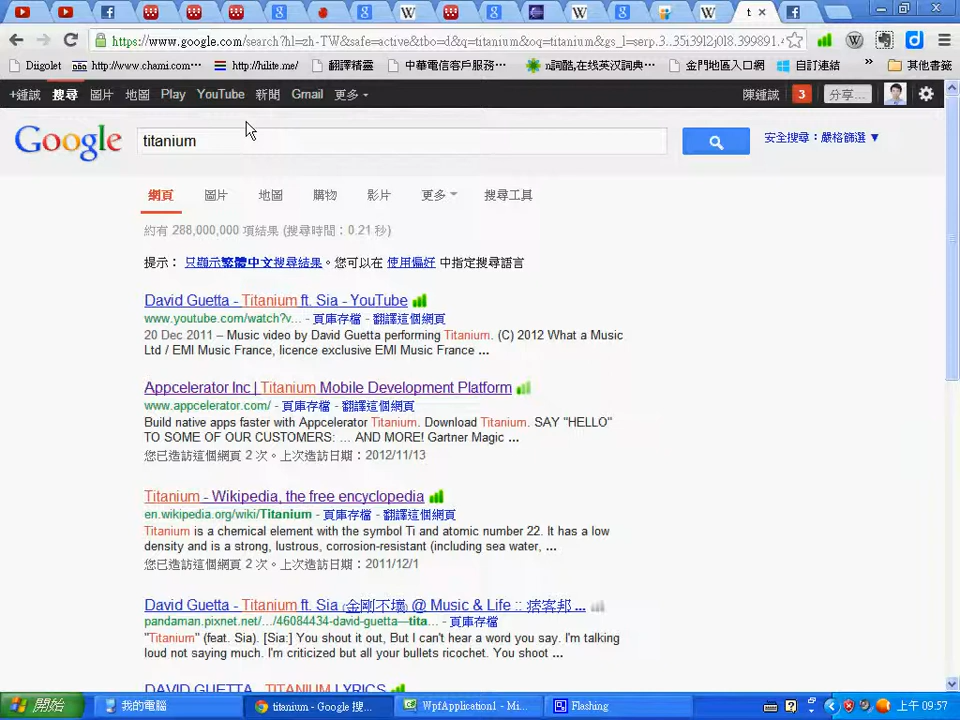 t
https://www.google.com/search?hl=zh-TW&safe=active&tbo=d&q=titanium&oq=titanium&gs_l=serp.3..35i39l2j0l8.399891.
Diigolet
http://www.chami.com···
http://hilite.me/
翻譯精靈
中華電信客戶服務···
n詞酷,在线英汉詞典···
金門地區入口網
自訂連結
»
其他書籤
+鍾誠 搜尋 圖片 地圖 Play YouTube 新聞 Gmail 更多
陳鍾誠 3 分享...
Google
titanium
安全搜尋：嚴格篩選 ▼
網頁 圖片 地圖 購物 影片 更多 搜尋工具
約有 288,000,000 項結果 (搜尋時間：0.21 秒)
提示： 只顯示繁體中文搜尋結果。您可以在 使用偏好 中指定搜尋語言
David Guetta - Titanium ft. Sia - YouTube
www.youtube.com/watch?v... - 頁庫存檔 - 翻譯這個網頁
20 Dec 2011 – Music video by David Guetta performing Titanium. (C) 2012 What a Music
Ltd / EMI Music France, licence exclusive EMI Music France ...
Appcelerator Inc | Titanium Mobile Development Platform
www.appcelerator.com/ - 頁庫存檔 - 翻譯這個網頁
Build native apps faster with Appcelerator Titanium. Download Titanium. SAY "HELLO"
TO SOME OF OUR CUSTOMERS: ... AND MORE! Gartner Magic ...
您已造訪這個網頁 2 次。上次造訪日期：2012/11/13
Titanium - Wikipedia, the free encyclopedia
en.wikipedia.org/wiki/Titanium - 頁庫存檔 - 翻譯這個網頁
Titanium is a chemical element with the symbol Ti and atomic number 22. It has a low
density and is a strong, lustrous, corrosion-resistant (including sea water, ...
您已造訪這個網頁 2 次。上次造訪日期：2011/12/1
David Guetta - Titanium ft. Sia (金剛不壞) @ Music & Life :: 痞客邦 ...
pandaman.pixnet.net/.../46084434-david-guetta—tita... - 頁庫存檔
"Titanium" (feat. Sia). [Sia:] You shout it out, But I can't hear a word you say. I'm talking
loud not saying much. I'm criticized but all your bullets ricochet. You shoot ...
DAVID GUETTA - TITANIUM LYRICS
開始
我的電腦
titanium - Google 搜...
WpfApplication1 - Mi...
Flashing
上午 09:57